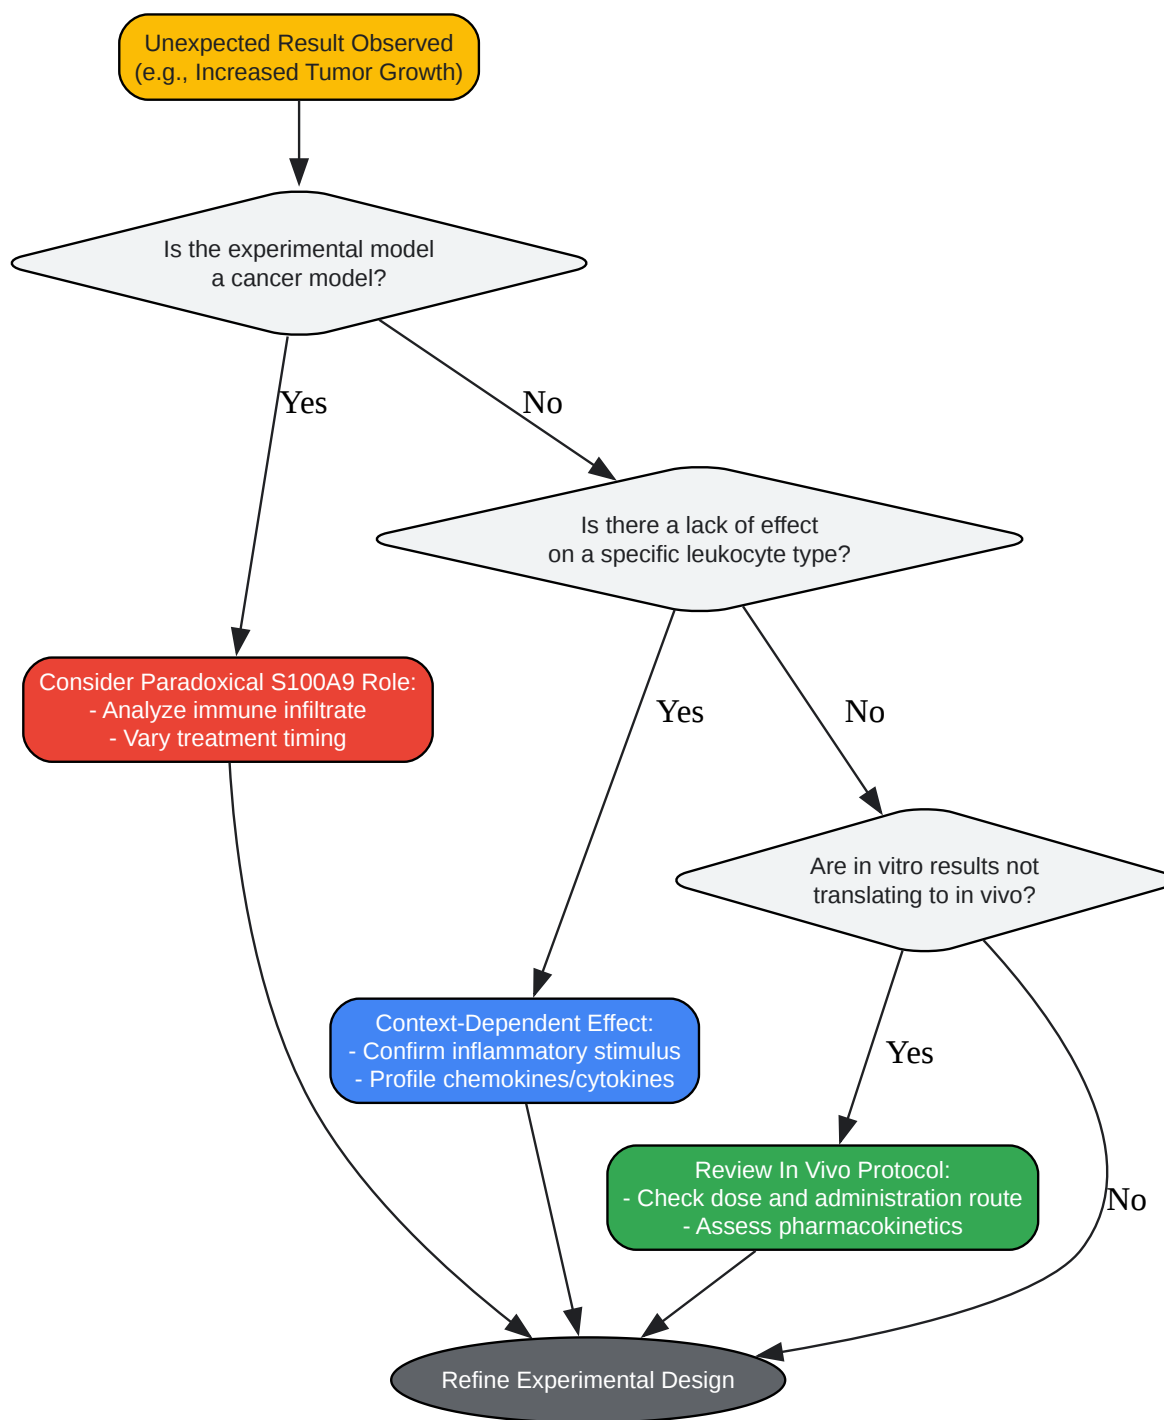 Unexpected Result Observed
(e.g., Increased Tumor Growth)
Is the experimental model
a cancer model?
Yes
No
Is there a lack of effect
on a specific leukocyte type?
Consider Paradoxical S100A9 Role:
- Analyze immune infiltrate
- Vary treatment timing
Yes
No
Are in vitro results not
translating to in vivo?
Context-Dependent Effect:
- Confirm inflammatory stimulus
- Profile chemokines/cytokines
Yes
No
Review In Vivo Protocol:
- Check dose and administration route
- Assess pharmacokinetics
Refine Experimental Design